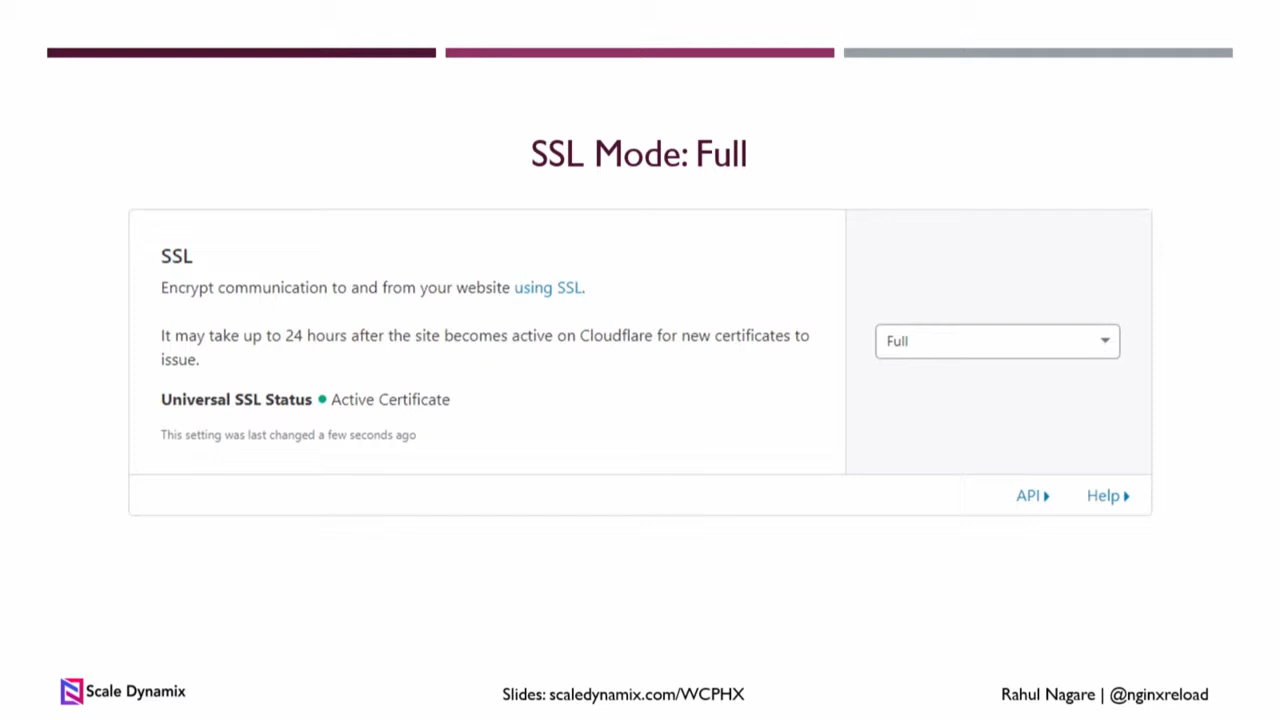 SSL Mode: Full
SSL
Encrypt communication to and from your website using SSL.
It may take up to 24 hours after the site becomes active on Cloudflare for new certificates to
issue.
Universal SSL Status Active Certificate
This setting was last changed a few seconds ago
Full
API
Help
Scale Dynamix
Slides: scaledynamix.com/WCPHX
Rahul Nagare | @nginxreload